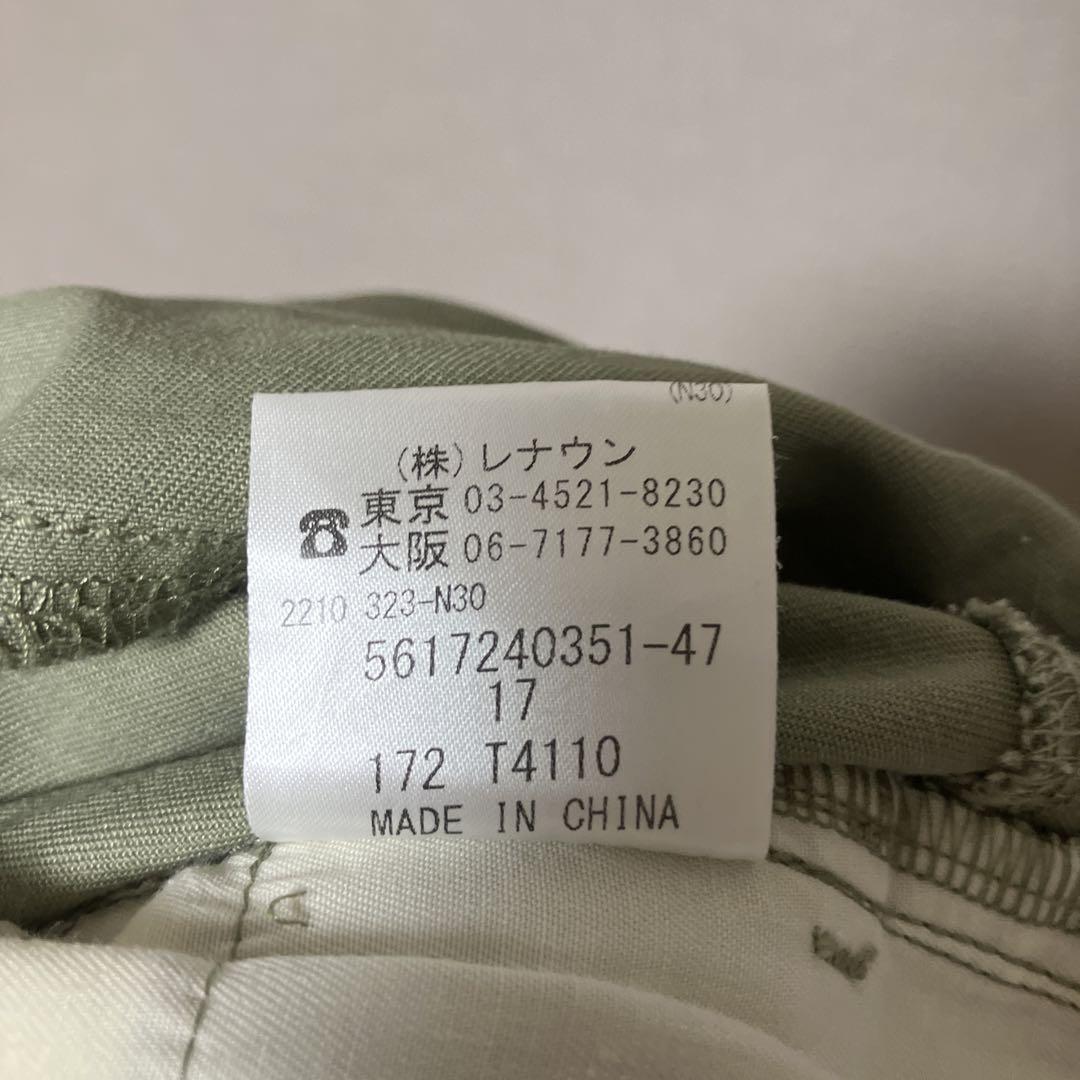 (N30)
(株)レナウン
☎ 東京 03-4521-8230
大阪 06-7177-3860
2210 323-N30
5617240351-47
17
172 T4110
MADE IN CHINA